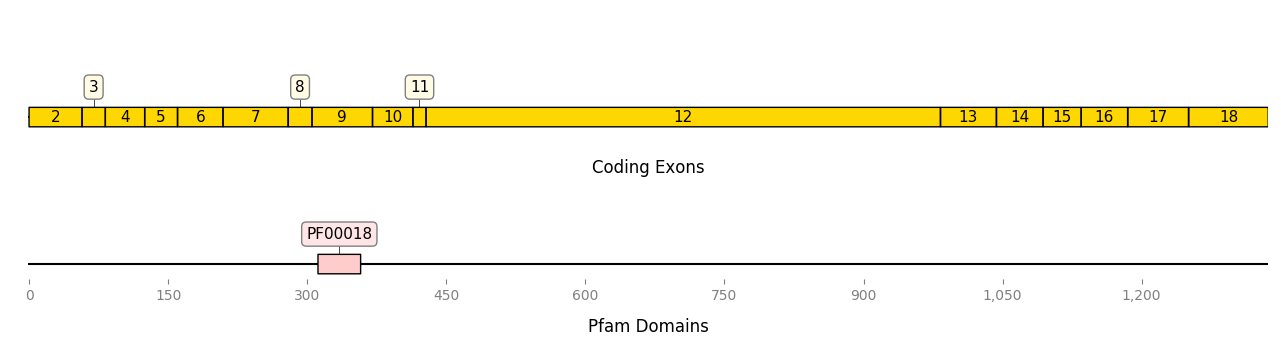 3 8 11
2 4 5 6 7 9 10 12 13 14 15 16 17 18
Coding Exons
PF00018
0 150 300 450 600 750 900 1,050 1,200
Pfam Domains